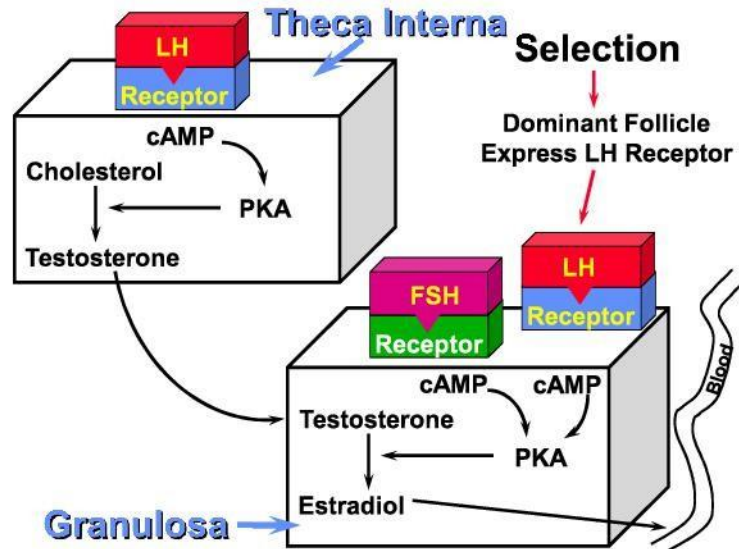 Theca Interna
LH
Receptor
cAMP
Cholesterol
PKA
Testosterone
Selection
Dominant Follicle
Express LH Receptor
FSH
Receptor
LH
Receptor
cAMP
cAMP
Testosterone
PKA
Estradiol
Granulosa
Blood